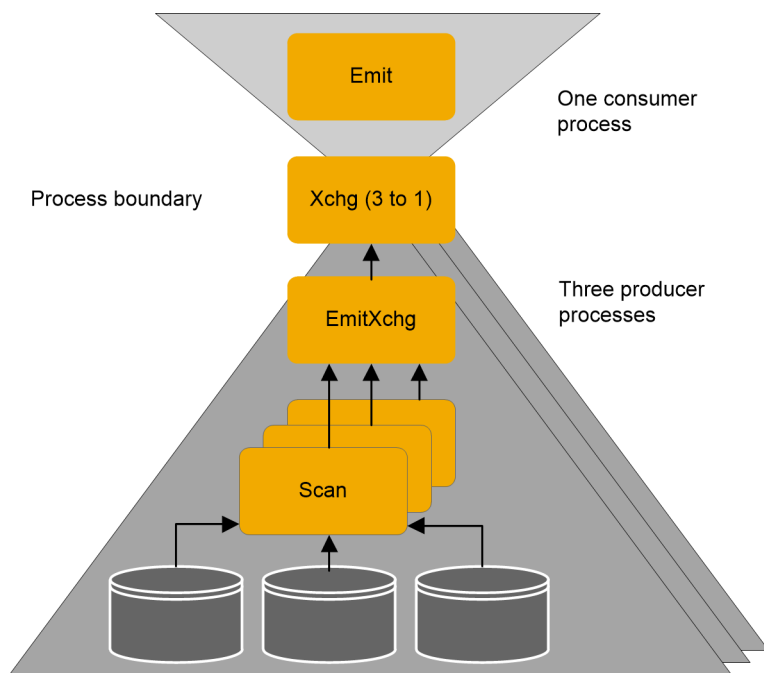 Emit
One consumer
process
Process boundary
Xchg (3 to 1)
Three producer
processes
EmitXchg
Scan